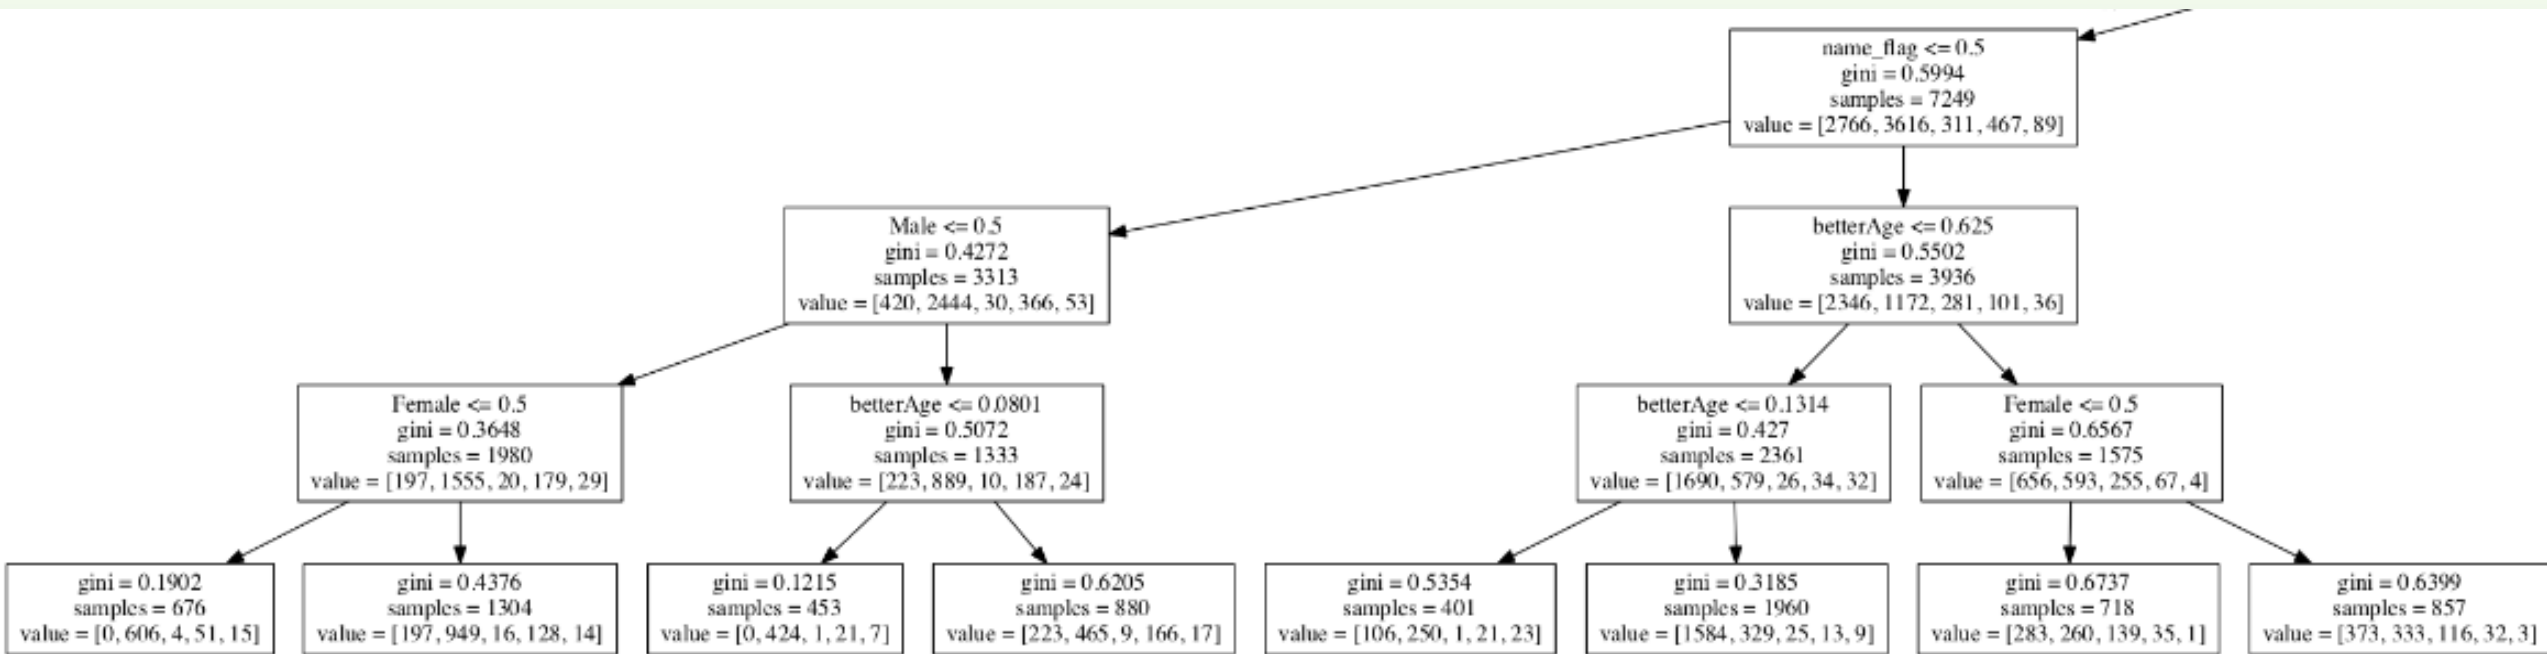 name_flag <= 0.5
gini = 0.5994
samples = 7249
value = [2766, 3616, 311, 467, 89]
Male <= 0.5
gini = 0.4272
samples = 3313
value = [420, 2444, 30, 366, 53]
betterAge <= 0.625
gini = 0.5502
samples = 3936
value = [2346, 1172, 281, 101, 36]
Female <= 0.5
gini = 0.3648
samples = 1980
value = [197, 1555, 20, 179, 29]
betterAge <= 0.0801
gini = 0.5072
samples = 1333
value = [223, 889, 10, 187, 24]
betterAge <= 0.1314
gini = 0.427
samples = 2361
value = [1690, 579, 26, 34, 32]
Female <= 0.5
gini = 0.6567
samples = 1575
value = [656, 593, 255, 67, 4]
gini = 0.1902
samples = 676
value = [0, 606, 4, 51, 15]
gini = 0.4376
samples = 1304
value = [197, 949, 16, 128, 14]
gini = 0.1215
samples = 453
value = [0, 424, 1, 21, 7]
gini = 0.6205
samples = 880
value = [223, 465, 9, 166, 17]
gini = 0.5354
samples = 401
value = [106, 250, 1, 21, 23]
gini = 0.3185
samples = 1960
value = [1584, 329, 25, 13, 9]
gini = 0.6737
samples = 718
value = [283, 260, 139, 35, 1]
gini = 0.6399
samples = 857
value = [373, 333, 116, 32, 3]